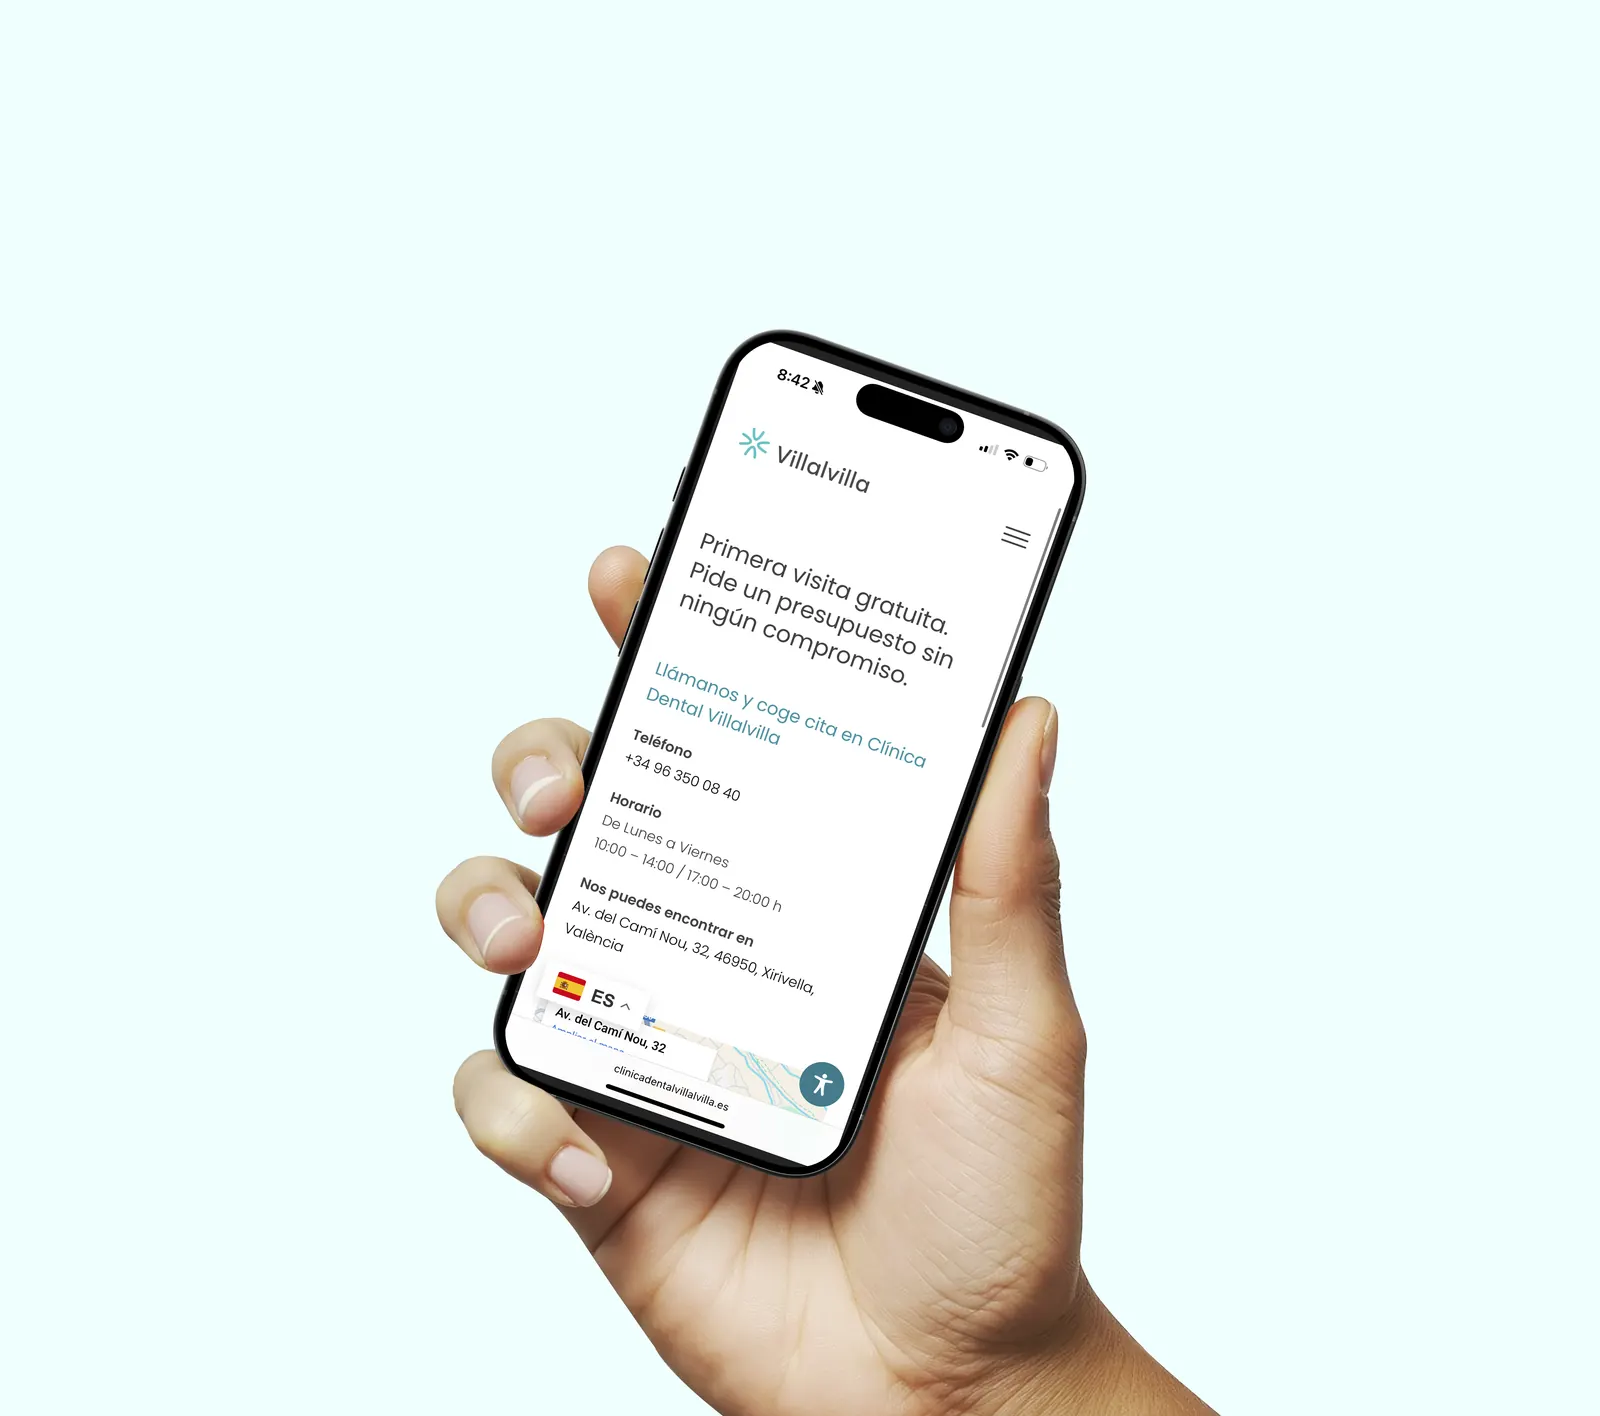 8:42
Villalvilla
Primera visita gratuita.
Pide un presupuesto sin
ningún compromiso.
Llámanos y coge cita en Clínica
Dental Villalvilla
Teléfono
+34 96 350 08 40
Horario
De Lunes a Viernes
10:00 – 14:00 / 17:00 – 20:00 h
Nos puedes encontrar en
Av. del Camí Nou, 32, 46950, Xirivella,
València
ES
Av. del Camí Nou, 32
clinicadentalvillalvilla.es